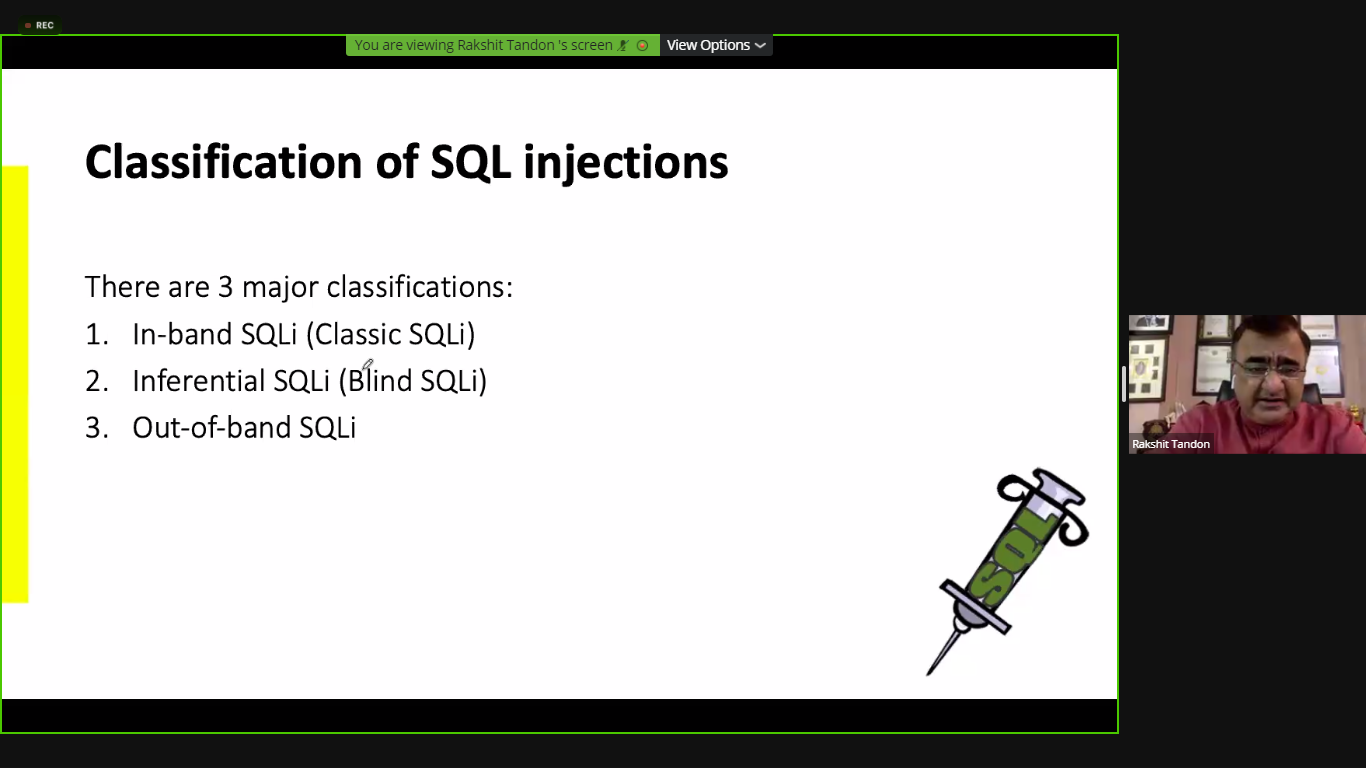 REC
You are viewing Rakshit Tandon 's screen
View Options
Classification of SQL injections
There are 3 major classifications:
1. In-band SQLi (Classic SQLi)
2. Inferential SQLi (Blind SQLi)
3. Out-of-band SQLi
SQL
Rakshit Tandon